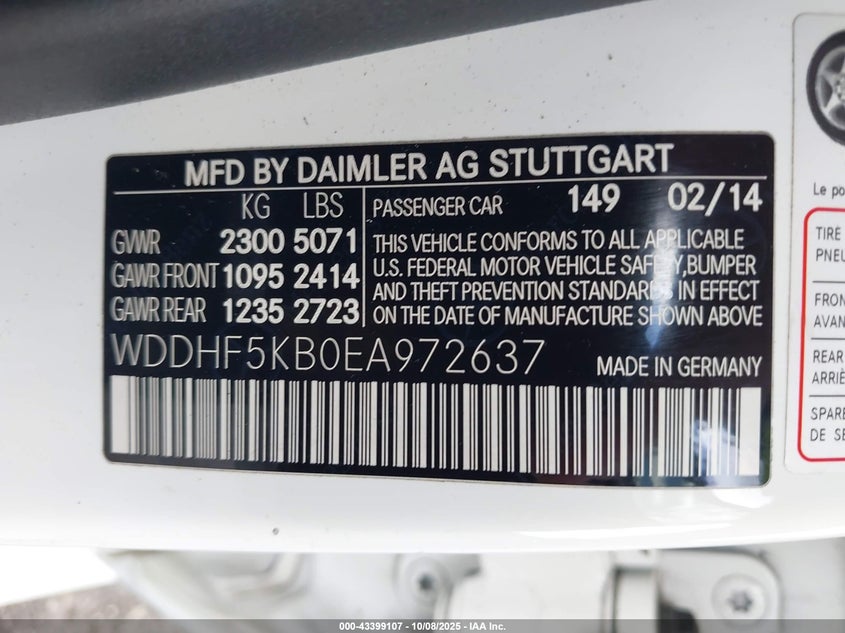 MFD BY DAIMLER AG STUTTGART
KG LBS
GVWR 2300 5071
GAWR FRONT 1095 2414
GAWR REAR 1235 2723
PASSENGER CAR 149 02/14
THIS VEHICLE CONFORMS TO ALL APPLICABLE
U.S. FEDERAL MOTOR VEHICLE SAFETY,BUMPER
AND THEFT PREVENTION STANDARDS IN EFFECT
ON THE DATE OF MANUFACTURE SHOWN ABOVE
WDDHF5KB0EA972637
MADE IN GERMANY
Le po
TIRE
PNEU
FRON
AVAN
REAR
ARRIÈ
SPARE
DE SE
000-43399107 - 10/08/2025 - IAA Inc.